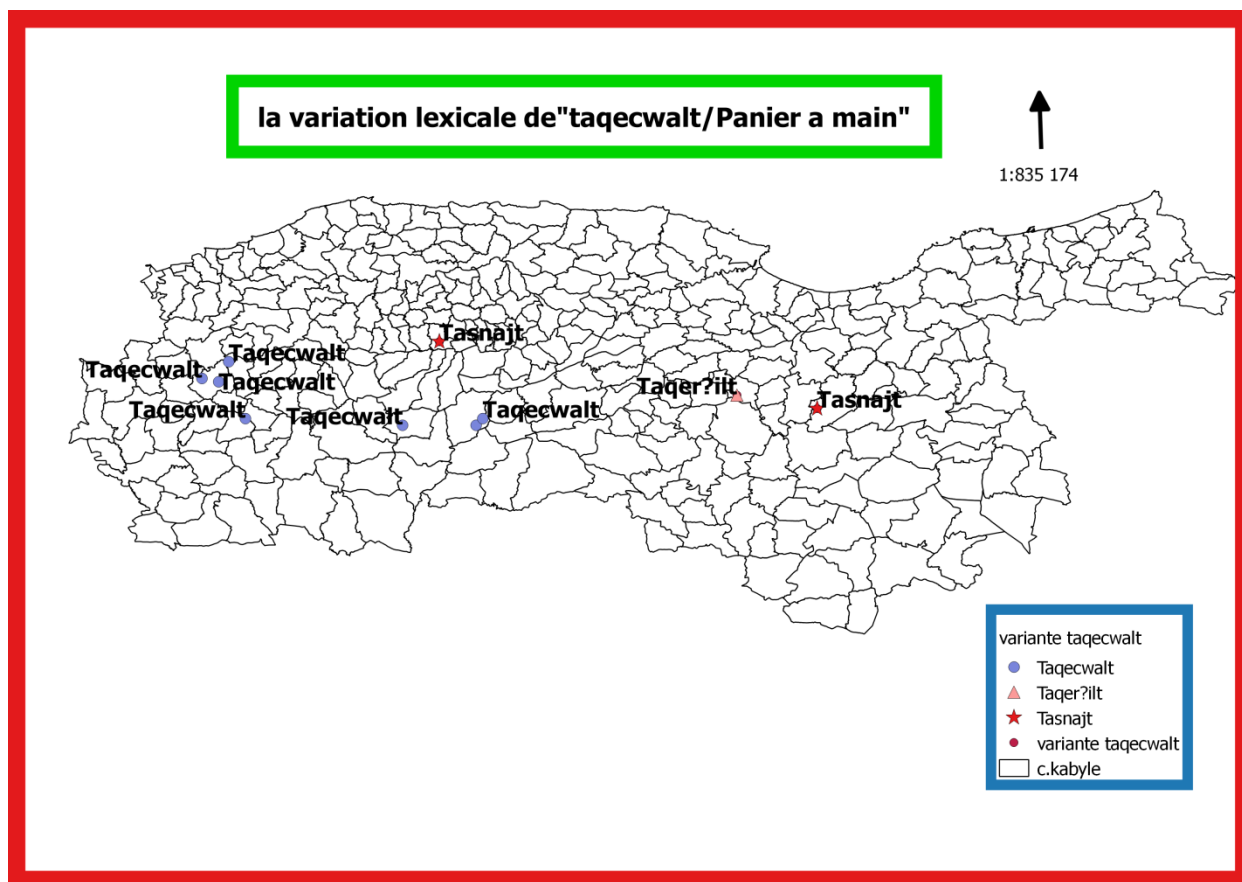 la variation lexicale de"taqecwalt/Panier a main"
1:835 174
Tasnajt
Taqecwalt
Taqecwalt
Taqecwalt
Taqecwalt
Taqecwalt
Taqecwalt
Taqer?ilt
Tasnajt
variante taqecwalt
Taqecwalt
Taqer?ilt
Tasnajt
variante taqecwalt
c.kabyle